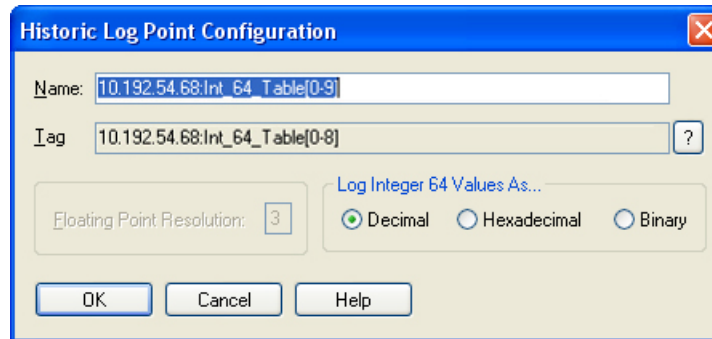 Historic Log Point Configuration
Name: 10.192.54.68:Int_64_Table[0-9]
Tag 10.192.54.68:Int_64_Table[0-8] ?
Log Integer 64 Values As...
Floating Point Resolution: 3 Decimal Hexadecimal Binary
OK Cancel Help